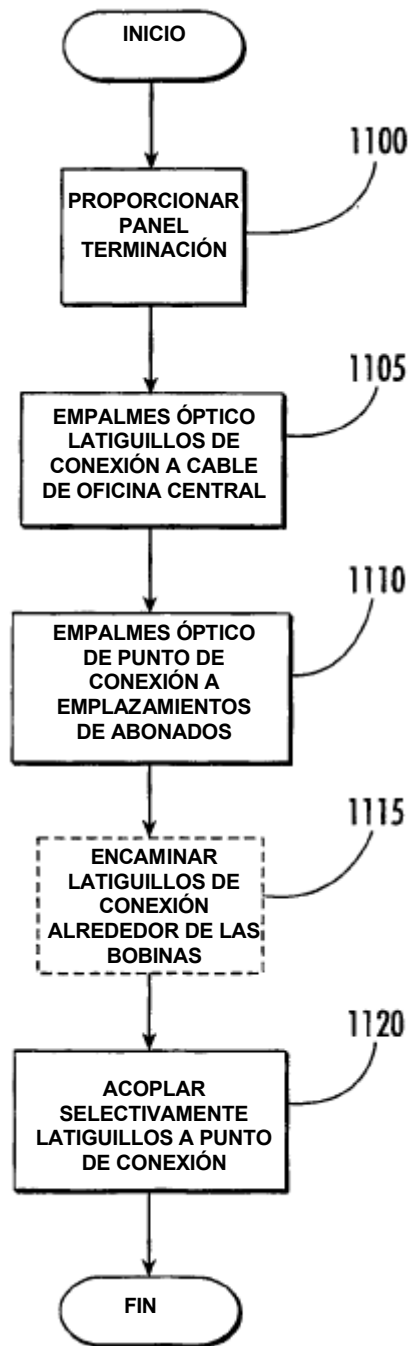 INICIO
1100
PROPORCIONAR
PANEL
TERMINACIÓN
1105
EMPALMES ÓPTICO
LATIGUILLOS DE
CONEXIÓN A CABLE
DE OFICINA CENTRAL
1110
EMPALMES ÓPTICO
DE PUNTO DE
CONEXIÓN A
EMPLAZAMIENTOS
DE ABONADOS
1115
ENCAMINAR
LATIGUILLOS DE
CONEXIÓN
ALREDEDOR DE LAS
BOBINAS
1120
ACOPLAR
SELECTIVAMENTE
LATIGUILLOS A PUNTO
DE CONEXIÓN
FIN